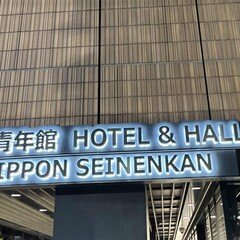 青年館 HOTEL & HALL
IPPON SEINENKAN